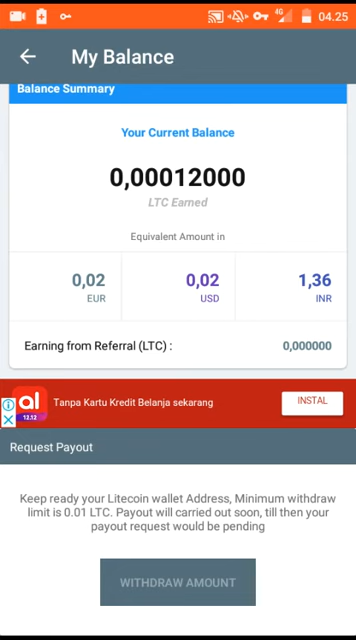 4G 04.25
My Balance
Balance Summary
Your Current Balance
0,00012000
LTC Earned
Equivalent Amount in
0,02 0,02 1,36
EUR USD INR
Earning from Referral (LTC) : 0,000000
al Tanpa Kartu Kredit Belanja sekarang INSTAL
12.12
Request Payout
Keep ready your Litecoin wallet Address, Minimum withdraw
limit is 0.01 LTC. Payout will carried out soon, till then your
payout request would be pending
WITHDRAW AMOUNT